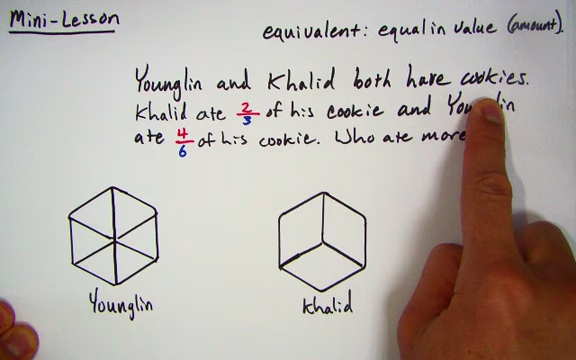 Mini-Lesson
equivalent: equal in value (amount).
Younglin and Khalid both have cookies.
Khalid ate 2/3 of his cookie and Younglin
ate 4/6 of his cookie. Who ate more
Younglin
Khalid